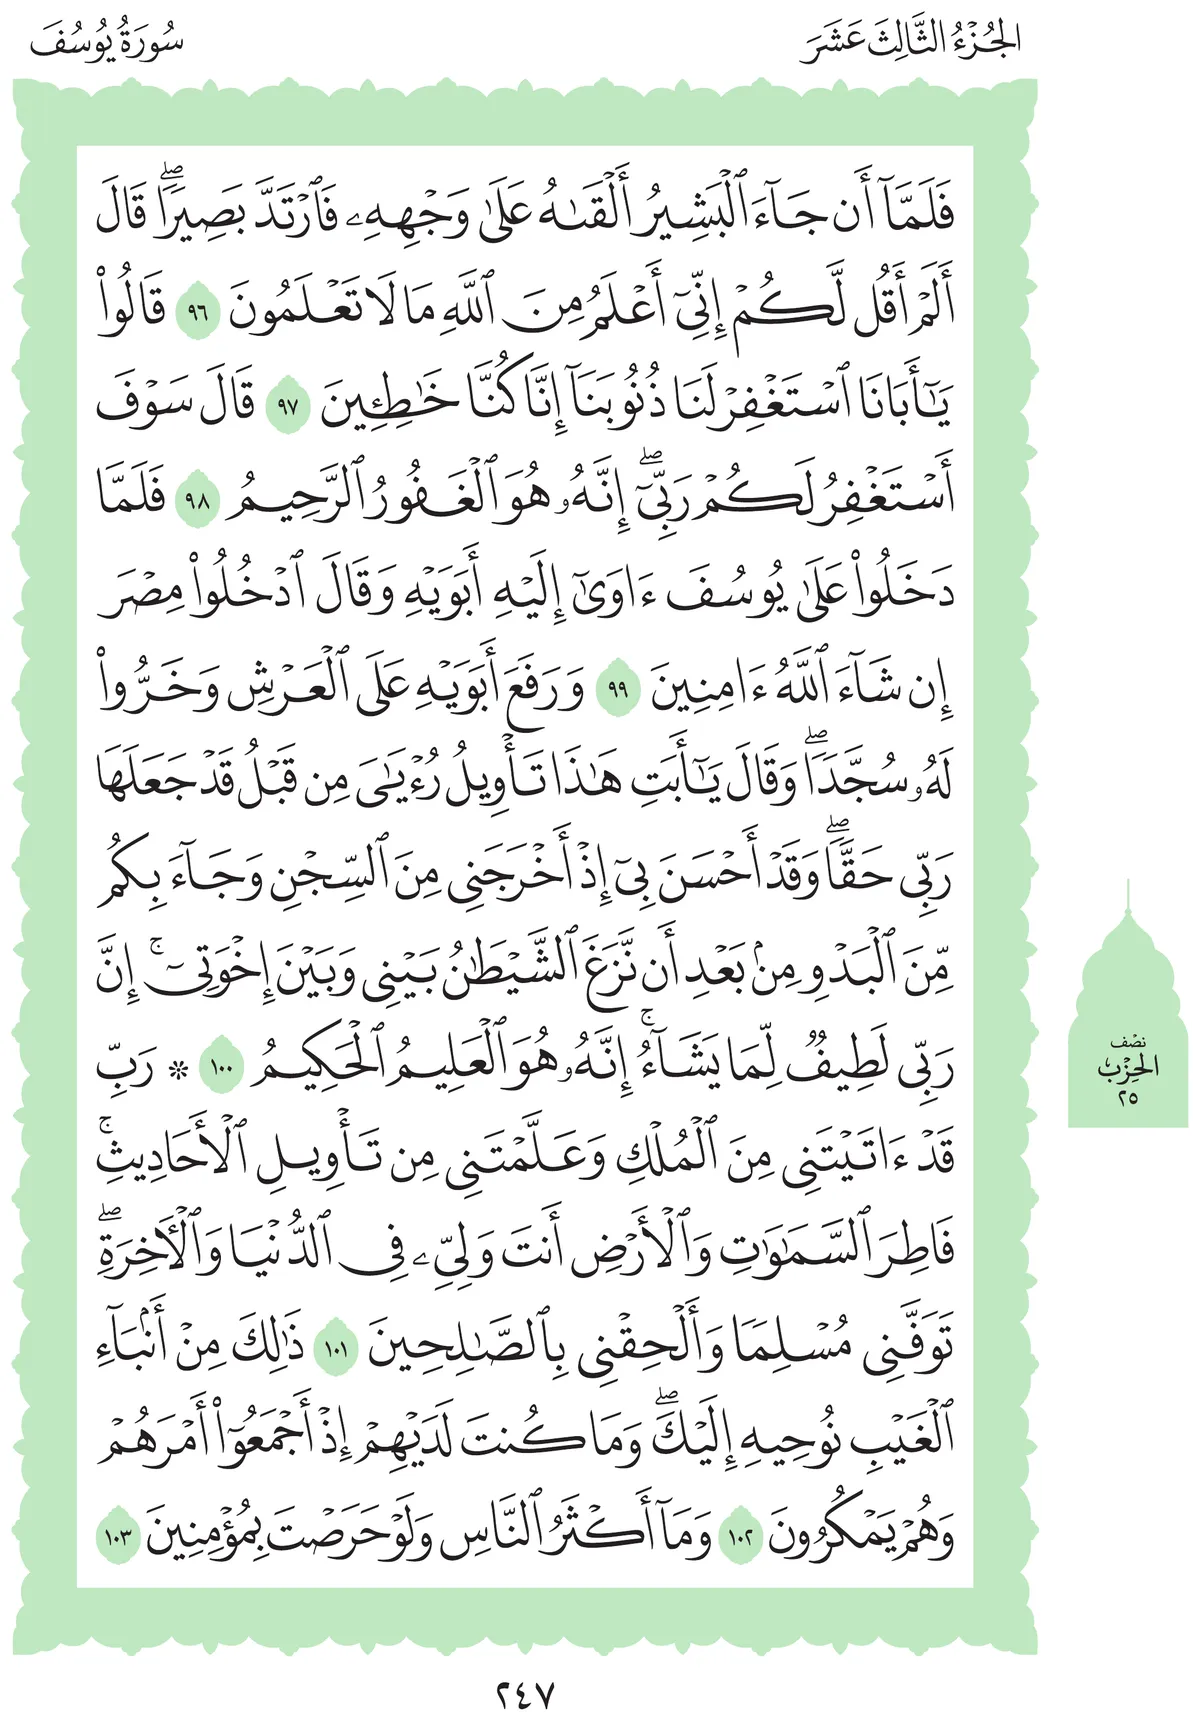 الجُزْءُ الثَّالِثَ عَشَرَ
سُورَةُ يُوسُفَ
فَلَمَّآ أَن جَآءَ ٱلْبَشِيرُ أَلْقَىٰهُ عَلَىٰ وَجْهِهِۦ فَٱرْتَدَّ بَصِيرٗاۖ قَالَ
أَلَمْ أَقُل لَّكُمْ إِنِّيٓ أَعْلَمُ مِنَ ٱللَّهِ مَا لَا تَعْلَمُونَ ٩٦ قَالُواْ
يَٰٓأَبَانَا ٱسْتَغْفِرْ لَنَا ذُنُوبَنَآ إِنَّا كُنَّا خَٰطِـِٔينَ ٩٧ قَالَ سَوْفَ
أَسْتَغْفِرُ لَكُمْ رَبِّيٓۖ إِنَّهُۥ هُوَ ٱلْغَفُورُ ٱلرَّحِيمُ ٩٨ فَلَمَّا
دَخَلُواْ عَلَىٰ يُوسُفَ ءَاوَىٰٓ إِلَيْهِ أَبَوَيْهِ وَقَالَ ٱدْخُلُواْ مِصْرَ
إِن شَآءَ ٱللَّهُ ءَامِنِينَ ٩٩ وَرَفَعَ أَبَوَيْهِ عَلَى ٱلْعَرْشِ وَخَرُّواْ
لَهُۥ سُجَّدٗاۖ وَقَالَ يَٰٓأَبَتِ هَٰذَا تَأْوِيلُ رُءْيَٰيَ مِن قَبْلُ قَدْ جَعَلَهَا
رَبِّي حَقّٗاۖ وَقَدْ أَحْسَنَ بِيٓ إِذْ أَخْرَجَنِي مِنَ ٱلسِّجْنِ وَجَآءَ بِكُم
مِّنَ ٱلْبَدْوِ مِنۢ بَعْدِ أَن نَّزَغَ ٱلشَّيْطَٰنُ بَيْنِي وَبَيْنَ إِخْوَتِيٓۚ إِنَّ
رَبِّي لَطِيفٞ لِّمَا يَشَآءُۚ إِنَّهُۥ هُوَ ٱلْعَلِيمُ ٱلْحَكِيمُ ١٠٠ ۞ رَبِّ
قَدْ ءَاتَيْتَنِي مِنَ ٱلْمُلْكِ وَعَلَّمْتَنِي مِن تَأْوِيلِ ٱلْأَحَادِيثِۚ
فَاطِرَ ٱلسَّمَٰوَٰتِ وَٱلْأَرْضِ أَنتَ وَلِيِّۦ فِي ٱلدُّنْيَا وَٱلْأٓخِرَةِۖ
تَوَفَّنِي مُسْلِمٗا وَأَلْحِقْنِي بِٱلصَّٰلِحِينَ ١٠١ ذَٰلِكَ مِنْ أَنۢبَآءِ
ٱلْغَيْبِ نُوحِيهِ إِلَيْكَۖ وَمَا كُنتَ لَدَيْهِمْ إِذْ أَجْمَعُوٓاْ أَمْرَهُمْ
وَهُمْ يَمْكُرُونَ ١٠٢ وَمَآ أَكْثَرُ ٱلنَّاسِ وَلَوْ حَرَصْتَ بِمُؤْمِنِينَ ١٠٣
نصْف
الحِزْب
٢٥
٢٤٧